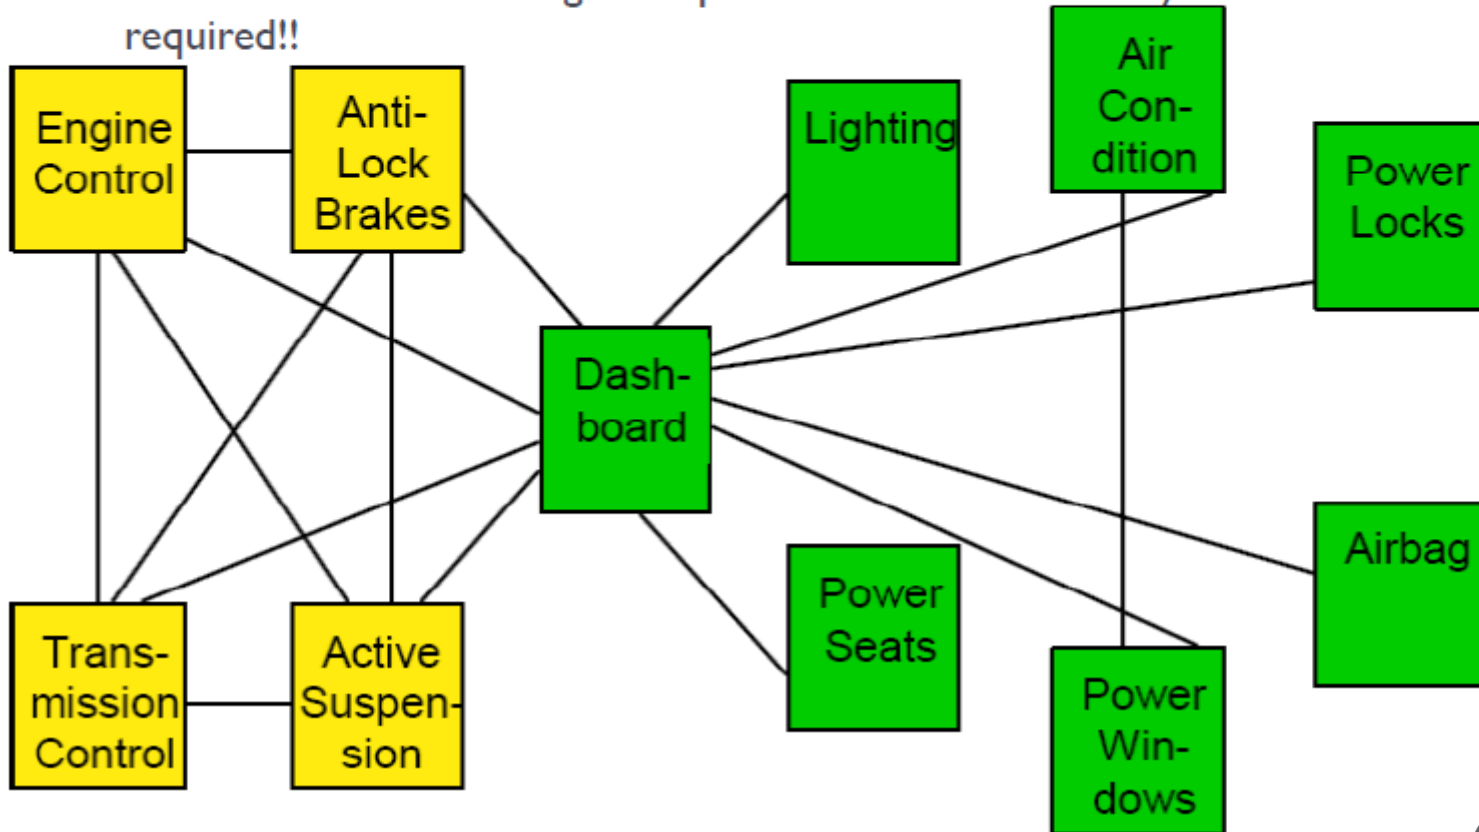 required!!
Engine
Control
Anti-
Lock
Brakes
Lighting
Air
Con-
dition
Power
Locks
Dash-
board
Trans-
mission
Control
Active
Suspen-
sion
Power
Seats
Power
Win-
dows
Airbag